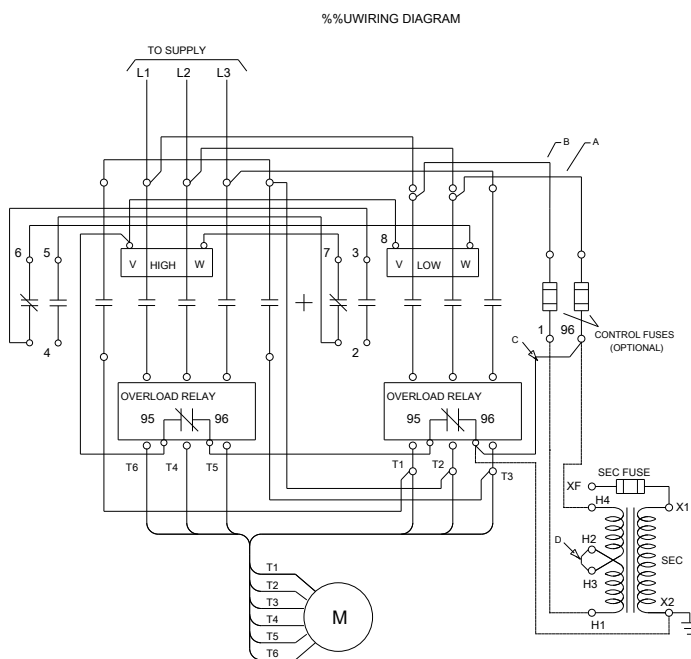 %%UWIRING DIAGRAM
TO SUPPLY
L1 L2 L3
B A
6 5 7 3 8
V HIGH W
V LOW W
4 2
1 96
CONTROL FUSES
(OPTIONAL)
C
OVERLOAD RELAY
95 96
OVERLOAD RELAY
95 96
T6 T4 T5
T1 T2 T3
SEC FUSE
XF
H4 X1
D H2
SEC
H3
H1 X2
T1
T2
T3
T4
T5
T6
M